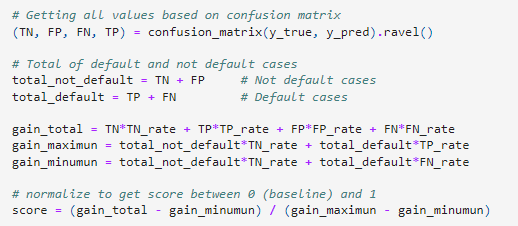 # Getting all values based on confusion matrix
(TN, FP, FN, TP) = confusion_matrix(y_true, y_pred).ravel()
# Total of default and not default cases
total_not_default = TN + FP     # Not default cases
total_default = TP + FN         # Default cases
gain_total = TN*TN_rate + TP*TP_rate + FP*FP_rate + FN*FN_rate
gain_maximun = total_not_default*TN_rate + total_default*TP_rate
gain_minumun = total_not_default*TN_rate + total_default*FN_rate
# normalize to get score between 0 (baseline) and 1
score = (gain_total - gain_minumun) / (gain_maximun - gain_minumun)